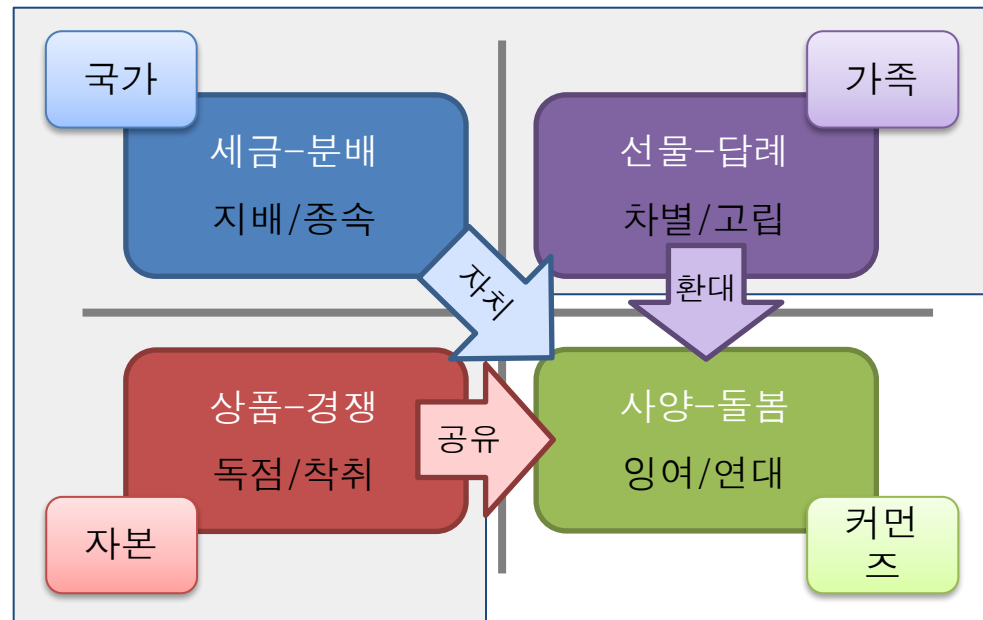 국가
세금-분배
지배/종속
가족
선물-답례
차별/고립
자치
환대
상품-경쟁
독점/착취
자본
공유
사양-돌봄
잉여/연대
커먼
즈